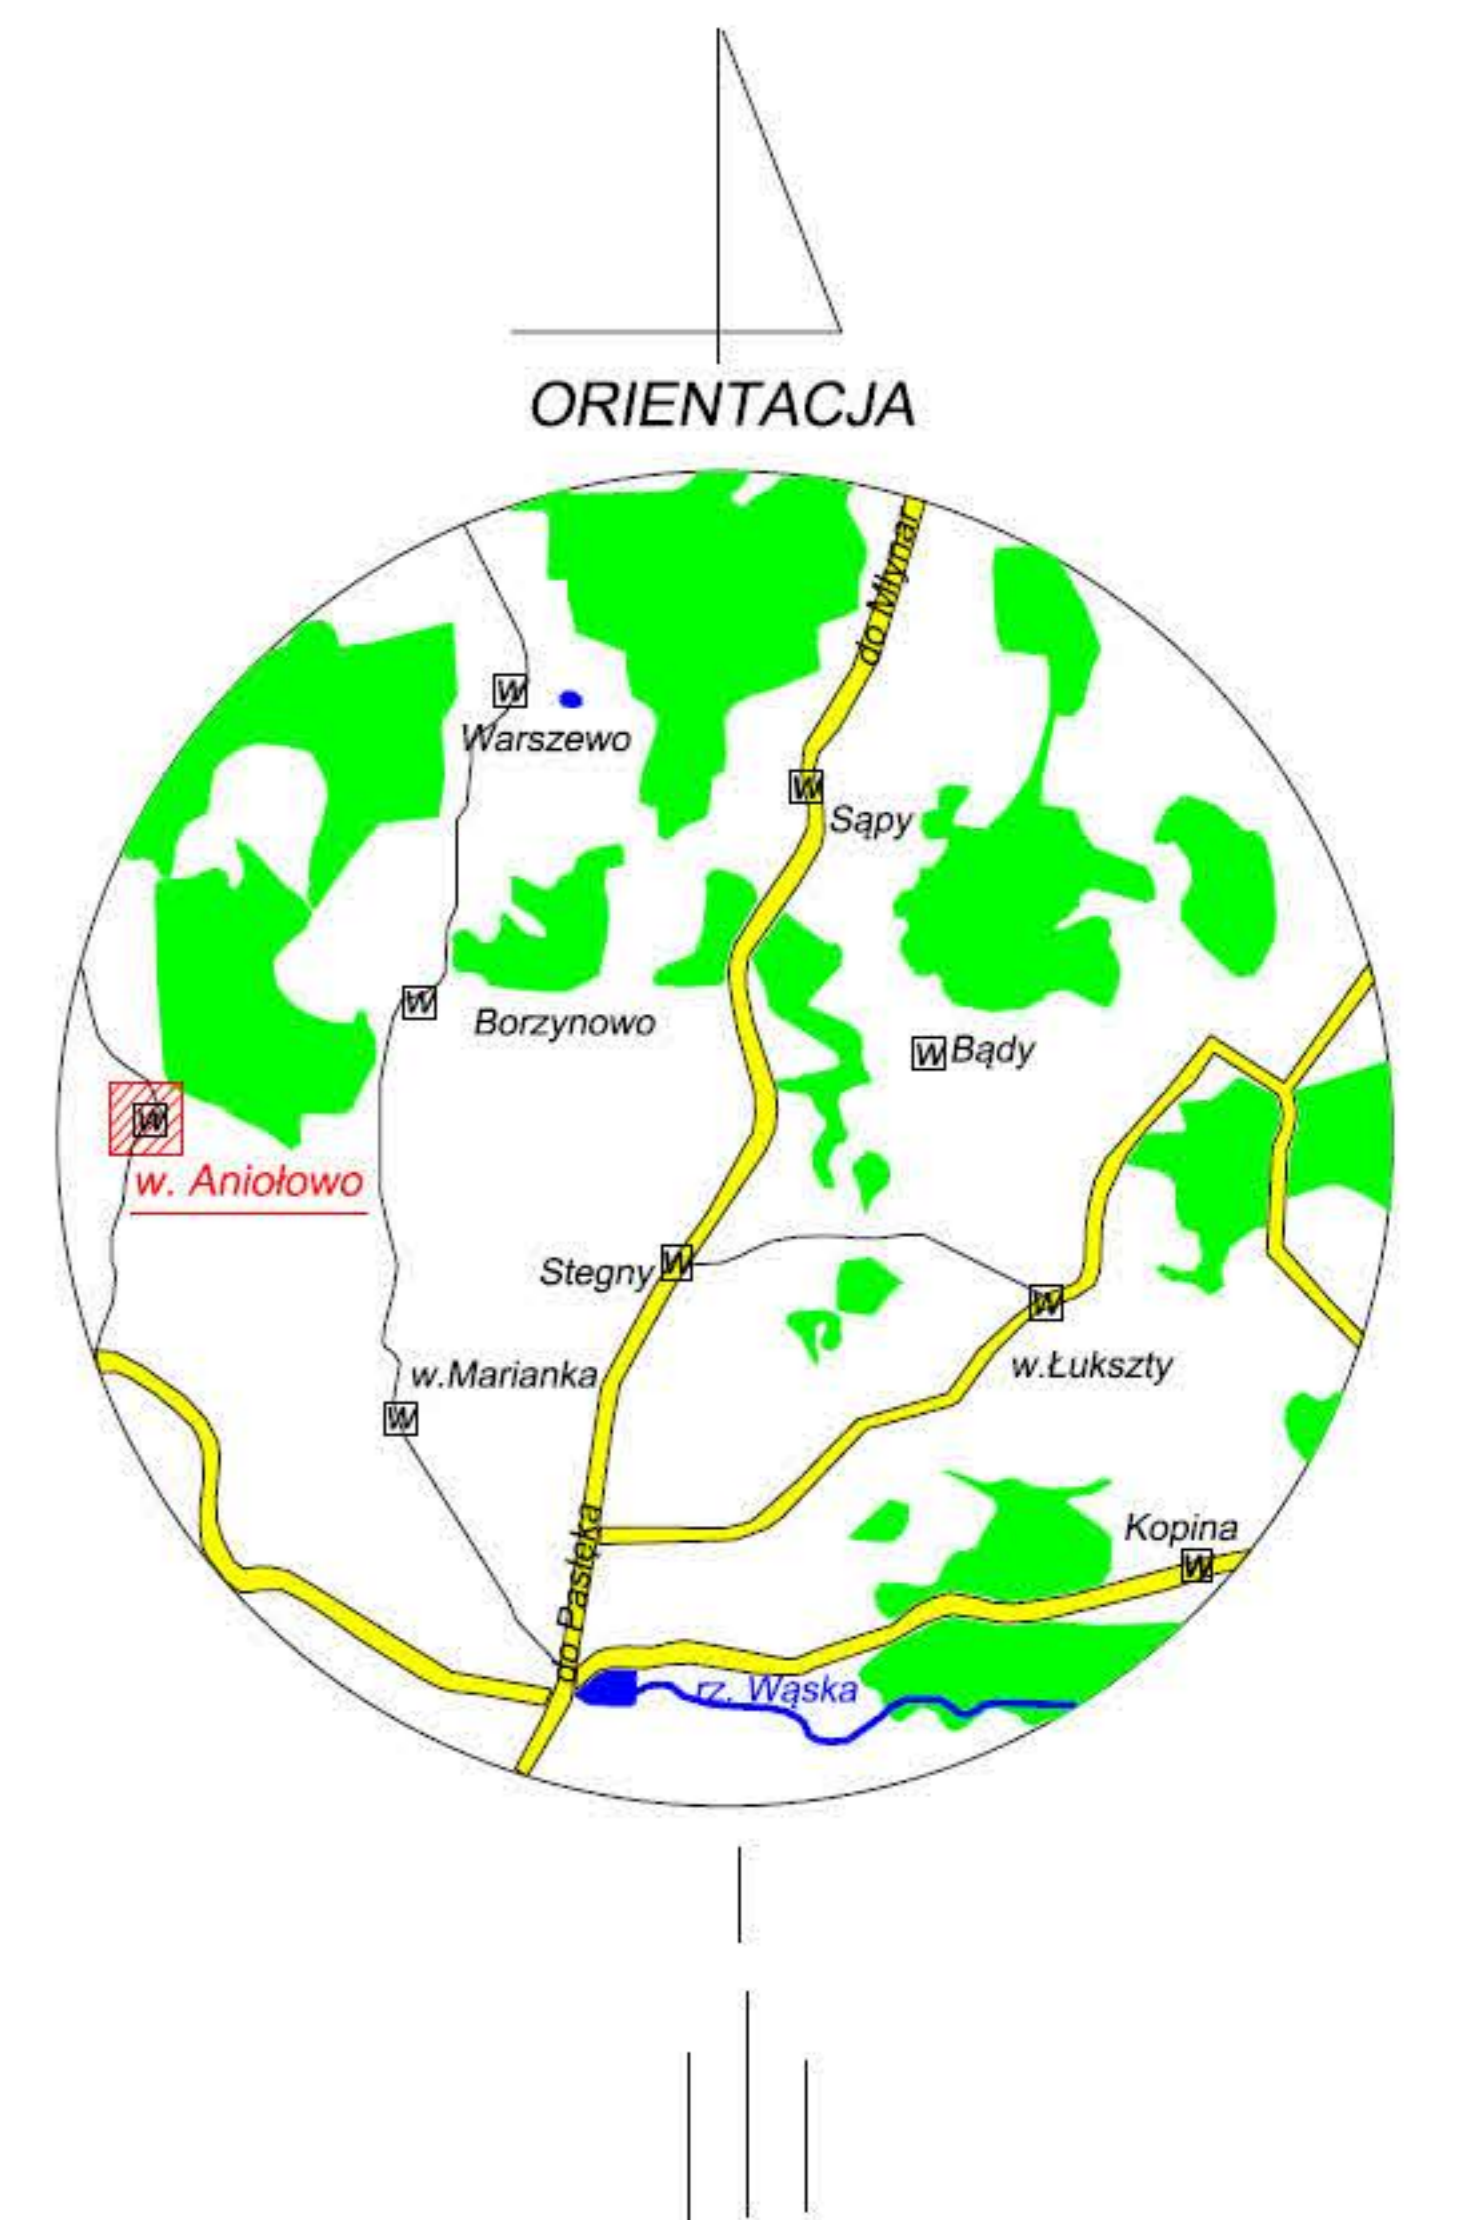 ORIENTACJA
do Młynar
W
Warszewo
W
Sąpy
W
Borzynowo
W Bądy
W
w. Aniołowo
Stegny W
W
w.Łukszty
w.Marianka
W
do Pasłęka
Kopina
W
rz. Wąska